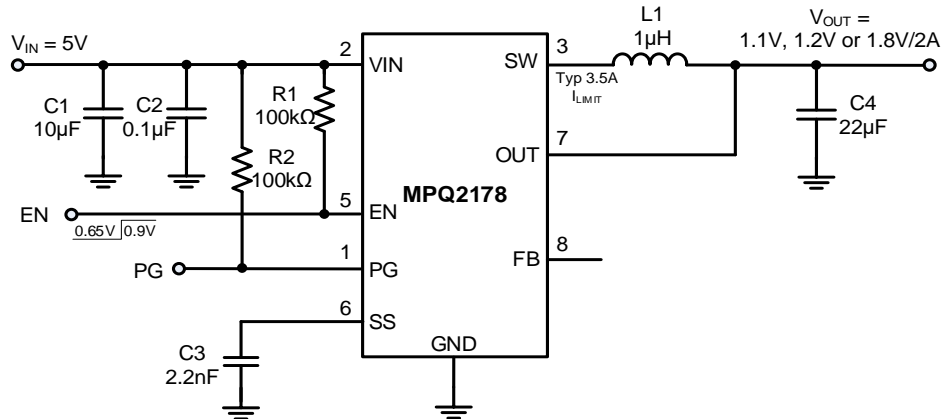 V_IN = 5V
C1
10µF
C2
0.1µF
R1
100kΩ
R2
100kΩ
EN
0.65V 0.9V
PG
C3
2.2nF
2
VIN
5
EN
1
PG
6
SS
MPQ2178
GND
SW
3
Typ 3.5A
I_LIMIT
OUT
7
FB
8
L1
1µH
V_OUT =
1.1V, 1.2V or 1.8V/2A
C4
22µF